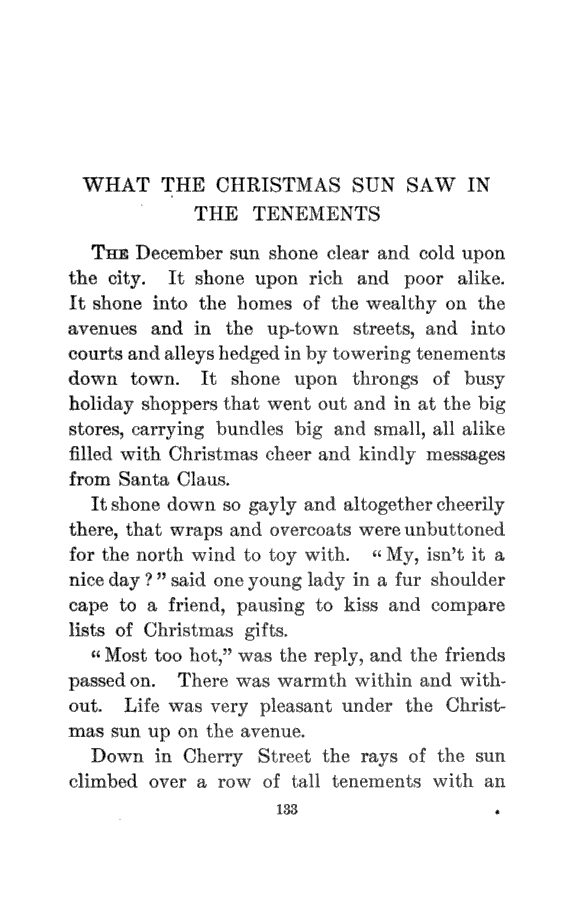 WHAT THE CHRISTMAS SUN SAW IN
THE TENEMENTS
THE December sun shone clear and cold upon
the city. It shone upon rich and poor alike.
It shone into the homes of the wealthy on the
avenues and in the up-town streets, and into
courts and alleys hedged in by towering tenements
down town. It shone upon throngs of busy
holiday shoppers that went out and in at the big
stores, carrying bundles big and small, all alike
filled with Christmas cheer and kindly messages
from Santa Claus.
It shone down so gayly and altogether cheerily
there, that wraps and overcoats were unbuttoned
for the north wind to toy with. “My, isn't it a
nice day?” said one young lady in a fur shoulder
cape to a friend, pausing to kiss and compare
lists of Christmas gifts.
“Most too hot,” was the reply, and the friends
passed on. There was warmth within and with-
out. Life was very pleasant under the Christ-
mas sun up on the avenue.
Down in Cherry Street the rays of the sun
climbed over a row of tall tenements with an
133